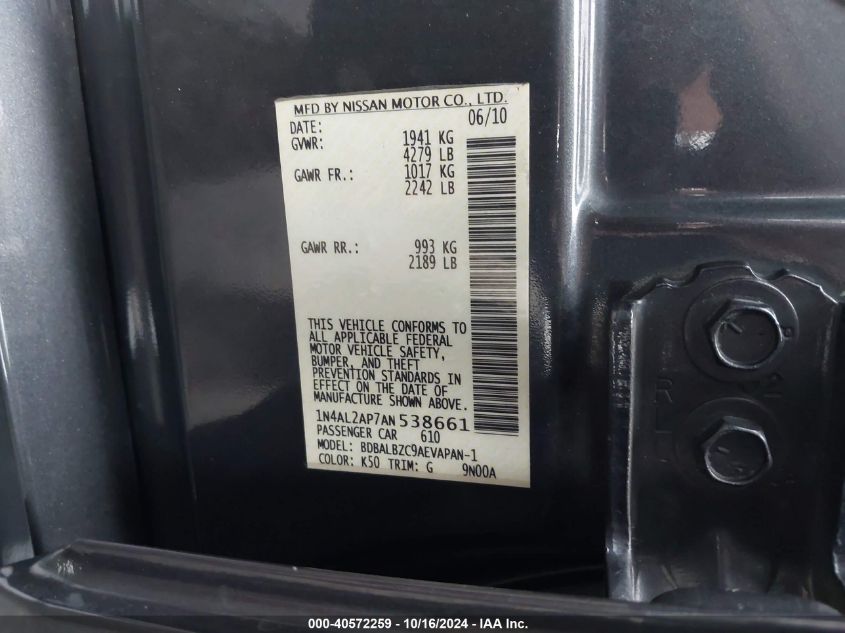 MFD BY NISSAN MOTOR CO., LTD.
DATE: 06/10
GVWR: 1941 KG
4279 LB
GAWR FR.: 1017 KG
2242 LB
GAWR RR.: 993 KG
2189 LB
THIS VEHICLE CONFORMS TO
ALL APPLICABLE FEDERAL
MOTOR VEHICLE SAFETY,
BUMPER, AND THEFT
PREVENTION STANDARDS IN
EFFECT ON THE DATE OF
MANUFACTURE SHOWN ABOVE.
1N4AL2AP7AN538661
PASSENGER CAR 610
MODEL: BDBALBZC9AEVAPAN-1
COLOR: K50 TRIM: G 9N00A
R
2
L
000-40572259 - 10/16/2024 - IAA Inc.